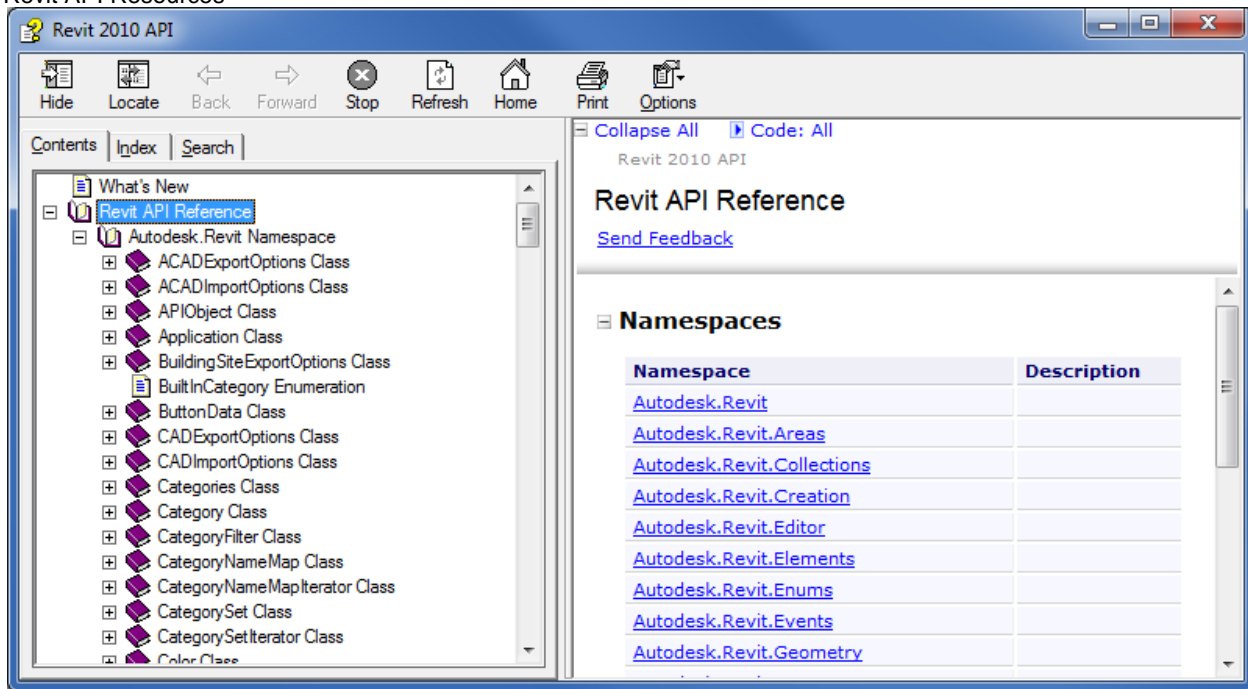 Revit API Resources
Revit 2010 API
Hide Locate Back Forward Stop Refresh Home Print Options
Contents Index Search
What's New
Revit API Reference
Autodesk.Revit Namespace
ACADExportOptions Class
ACADImportOptions Class
APIObject Class
Application Class
BuildingSiteExportOptions Class
BuiltInCategory Enumeration
ButtonData Class
CADExportOptions Class
CADImportOptions Class
Categories Class
Category Class
CategoryFilter Class
CategoryNameMap Class
CategoryNameMapIterator Class
CategorySet Class
CategorySetIterator Class
Color Class
Collapse All Code: All
Revit 2010 API
Revit API Reference
Send Feedback
Namespaces
Namespace Description
Autodesk.Revit
Autodesk.Revit.Areas
Autodesk.Revit.Collections
Autodesk.Revit.Creation
Autodesk.Revit.Editor
Autodesk.Revit.Elements
Autodesk.Revit.Enums
Autodesk.Revit.Events
Autodesk.Revit.Geometry